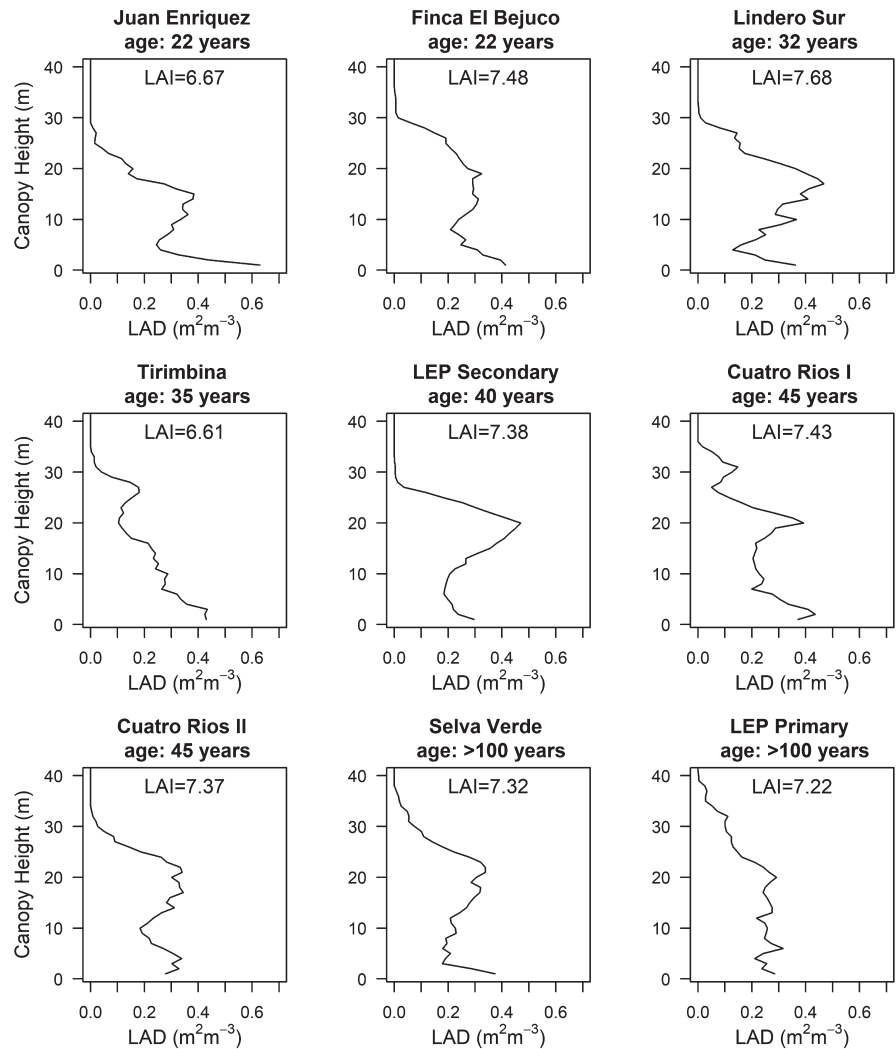 Juan Enriquez
age: 22 years
LAI=6.67
Canopy Height (m)
40
30
20
10
0
0.0 0.2 0.4 0.6
LAD (m²m⁻³)
Finca El Bejuco
age: 22 years
LAI=7.48
40
30
20
10
0
0.0 0.2 0.4 0.6
LAD (m²m⁻³)
Lindero Sur
age: 32 years
LAI=7.68
40
30
20
10
0
0.0 0.2 0.4 0.6
LAD (m²m⁻³)
Tirimbina
age: 35 years
LAI=6.61
Canopy Height (m)
40
30
20
10
0
0.0 0.2 0.4 0.6
LAD (m²m⁻³)
LEP Secondary
age: 40 years
LAI=7.38
40
30
20
10
0
0.0 0.2 0.4 0.6
LAD (m²m⁻³)
Cuatro Rios I
age: 45 years
LAI=7.43
40
30
20
10
0
0.0 0.2 0.4 0.6
LAD (m²m⁻³)
Cuatro Rios II
age: 45 years
LAI=7.37
Canopy Height (m)
40
30
20
10
0
0.0 0.2 0.4 0.6
LAD (m²m⁻³)
Selva Verde
age: >100 years
LAI=7.32
40
30
20
10
0
0.0 0.2 0.4 0.6
LAD (m²m⁻³)
LEP Primary
age: >100 years
LAI=7.22
40
30
20
10
0
0.0 0.2 0.4 0.6
LAD (m²m⁻³)